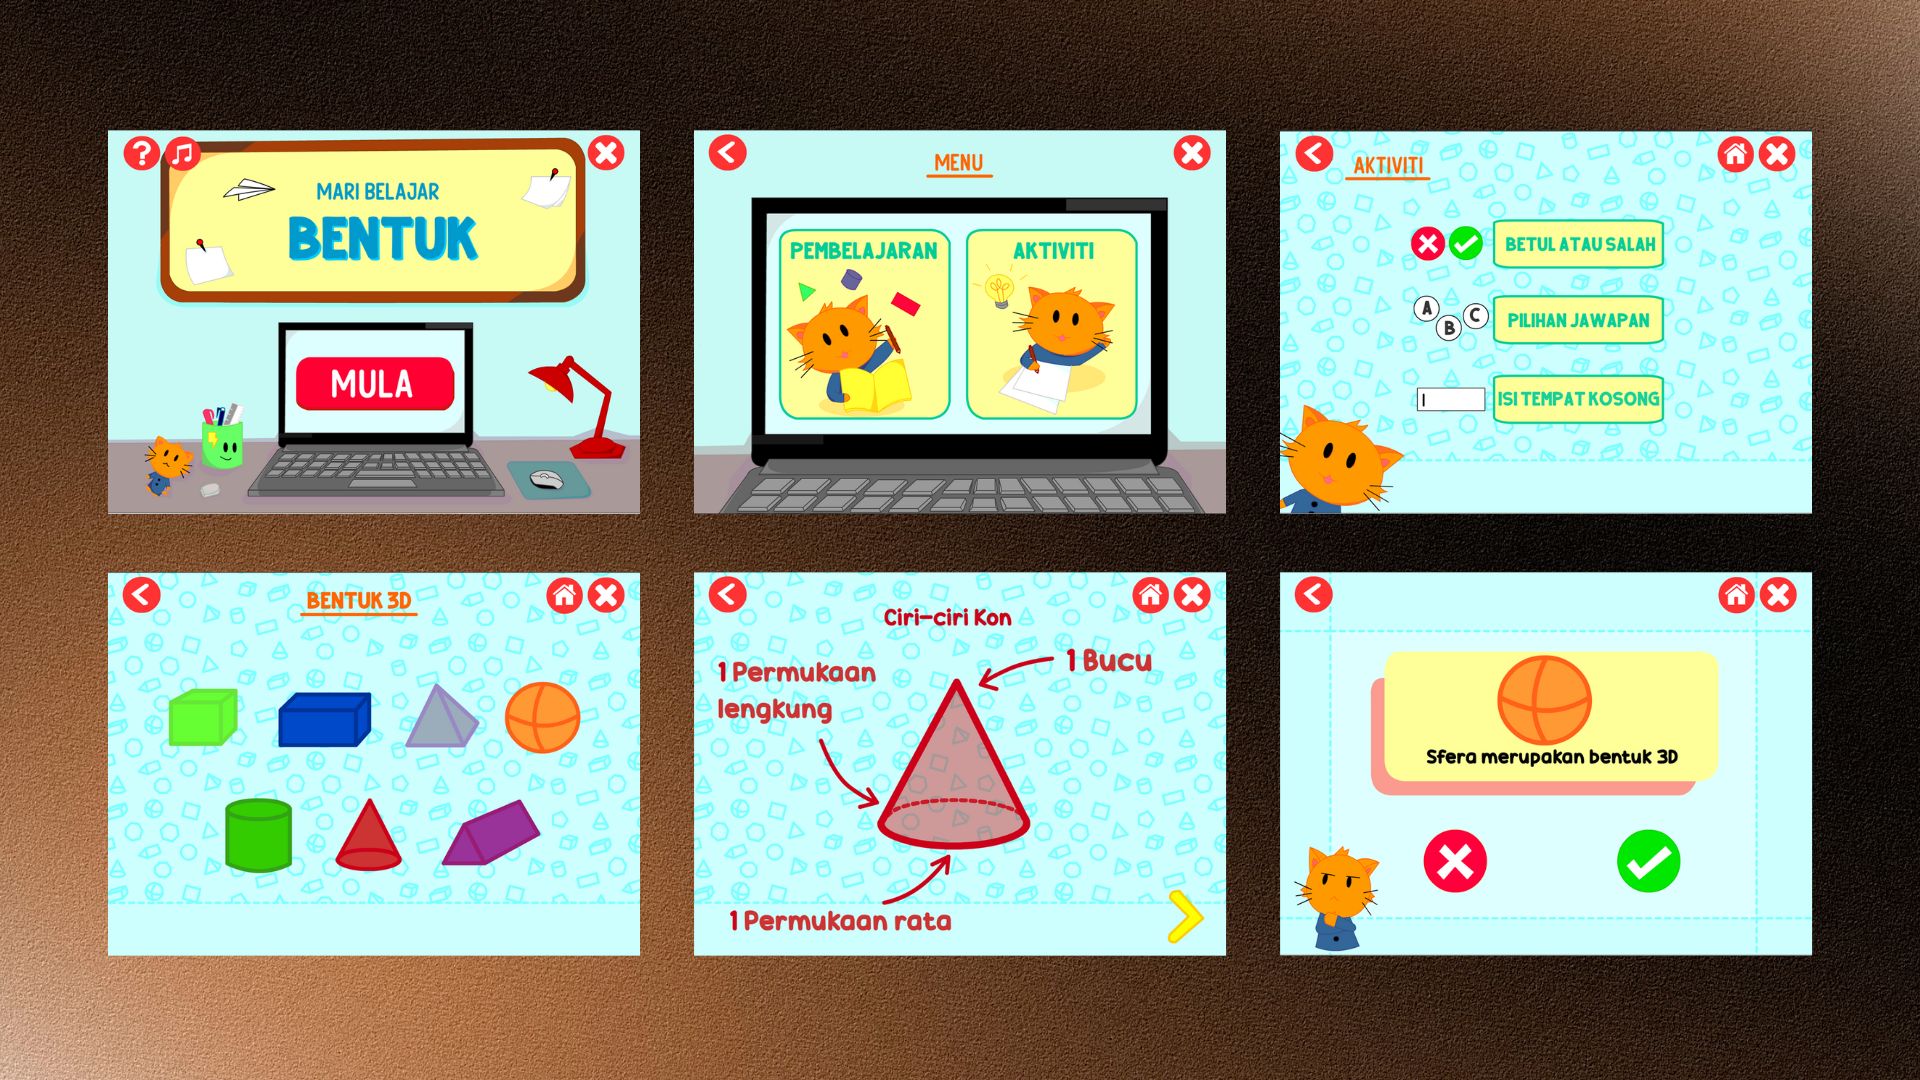 MARI BELAJAR
BENTUK
MULA
MENU
PEMBELAJARAN
AKTIVITI
AKTIVITI
BETUL ATAU SALAH
A
B
C
PILIHAN JAWAPAN
ISI TEMPAT KOSONG
BENTUK 3D
Ciri-ciri Kon
1 Permukaan
lengkung
1 Bucu
1 Permukaan rata
Sfera merupakan bentuk 3D